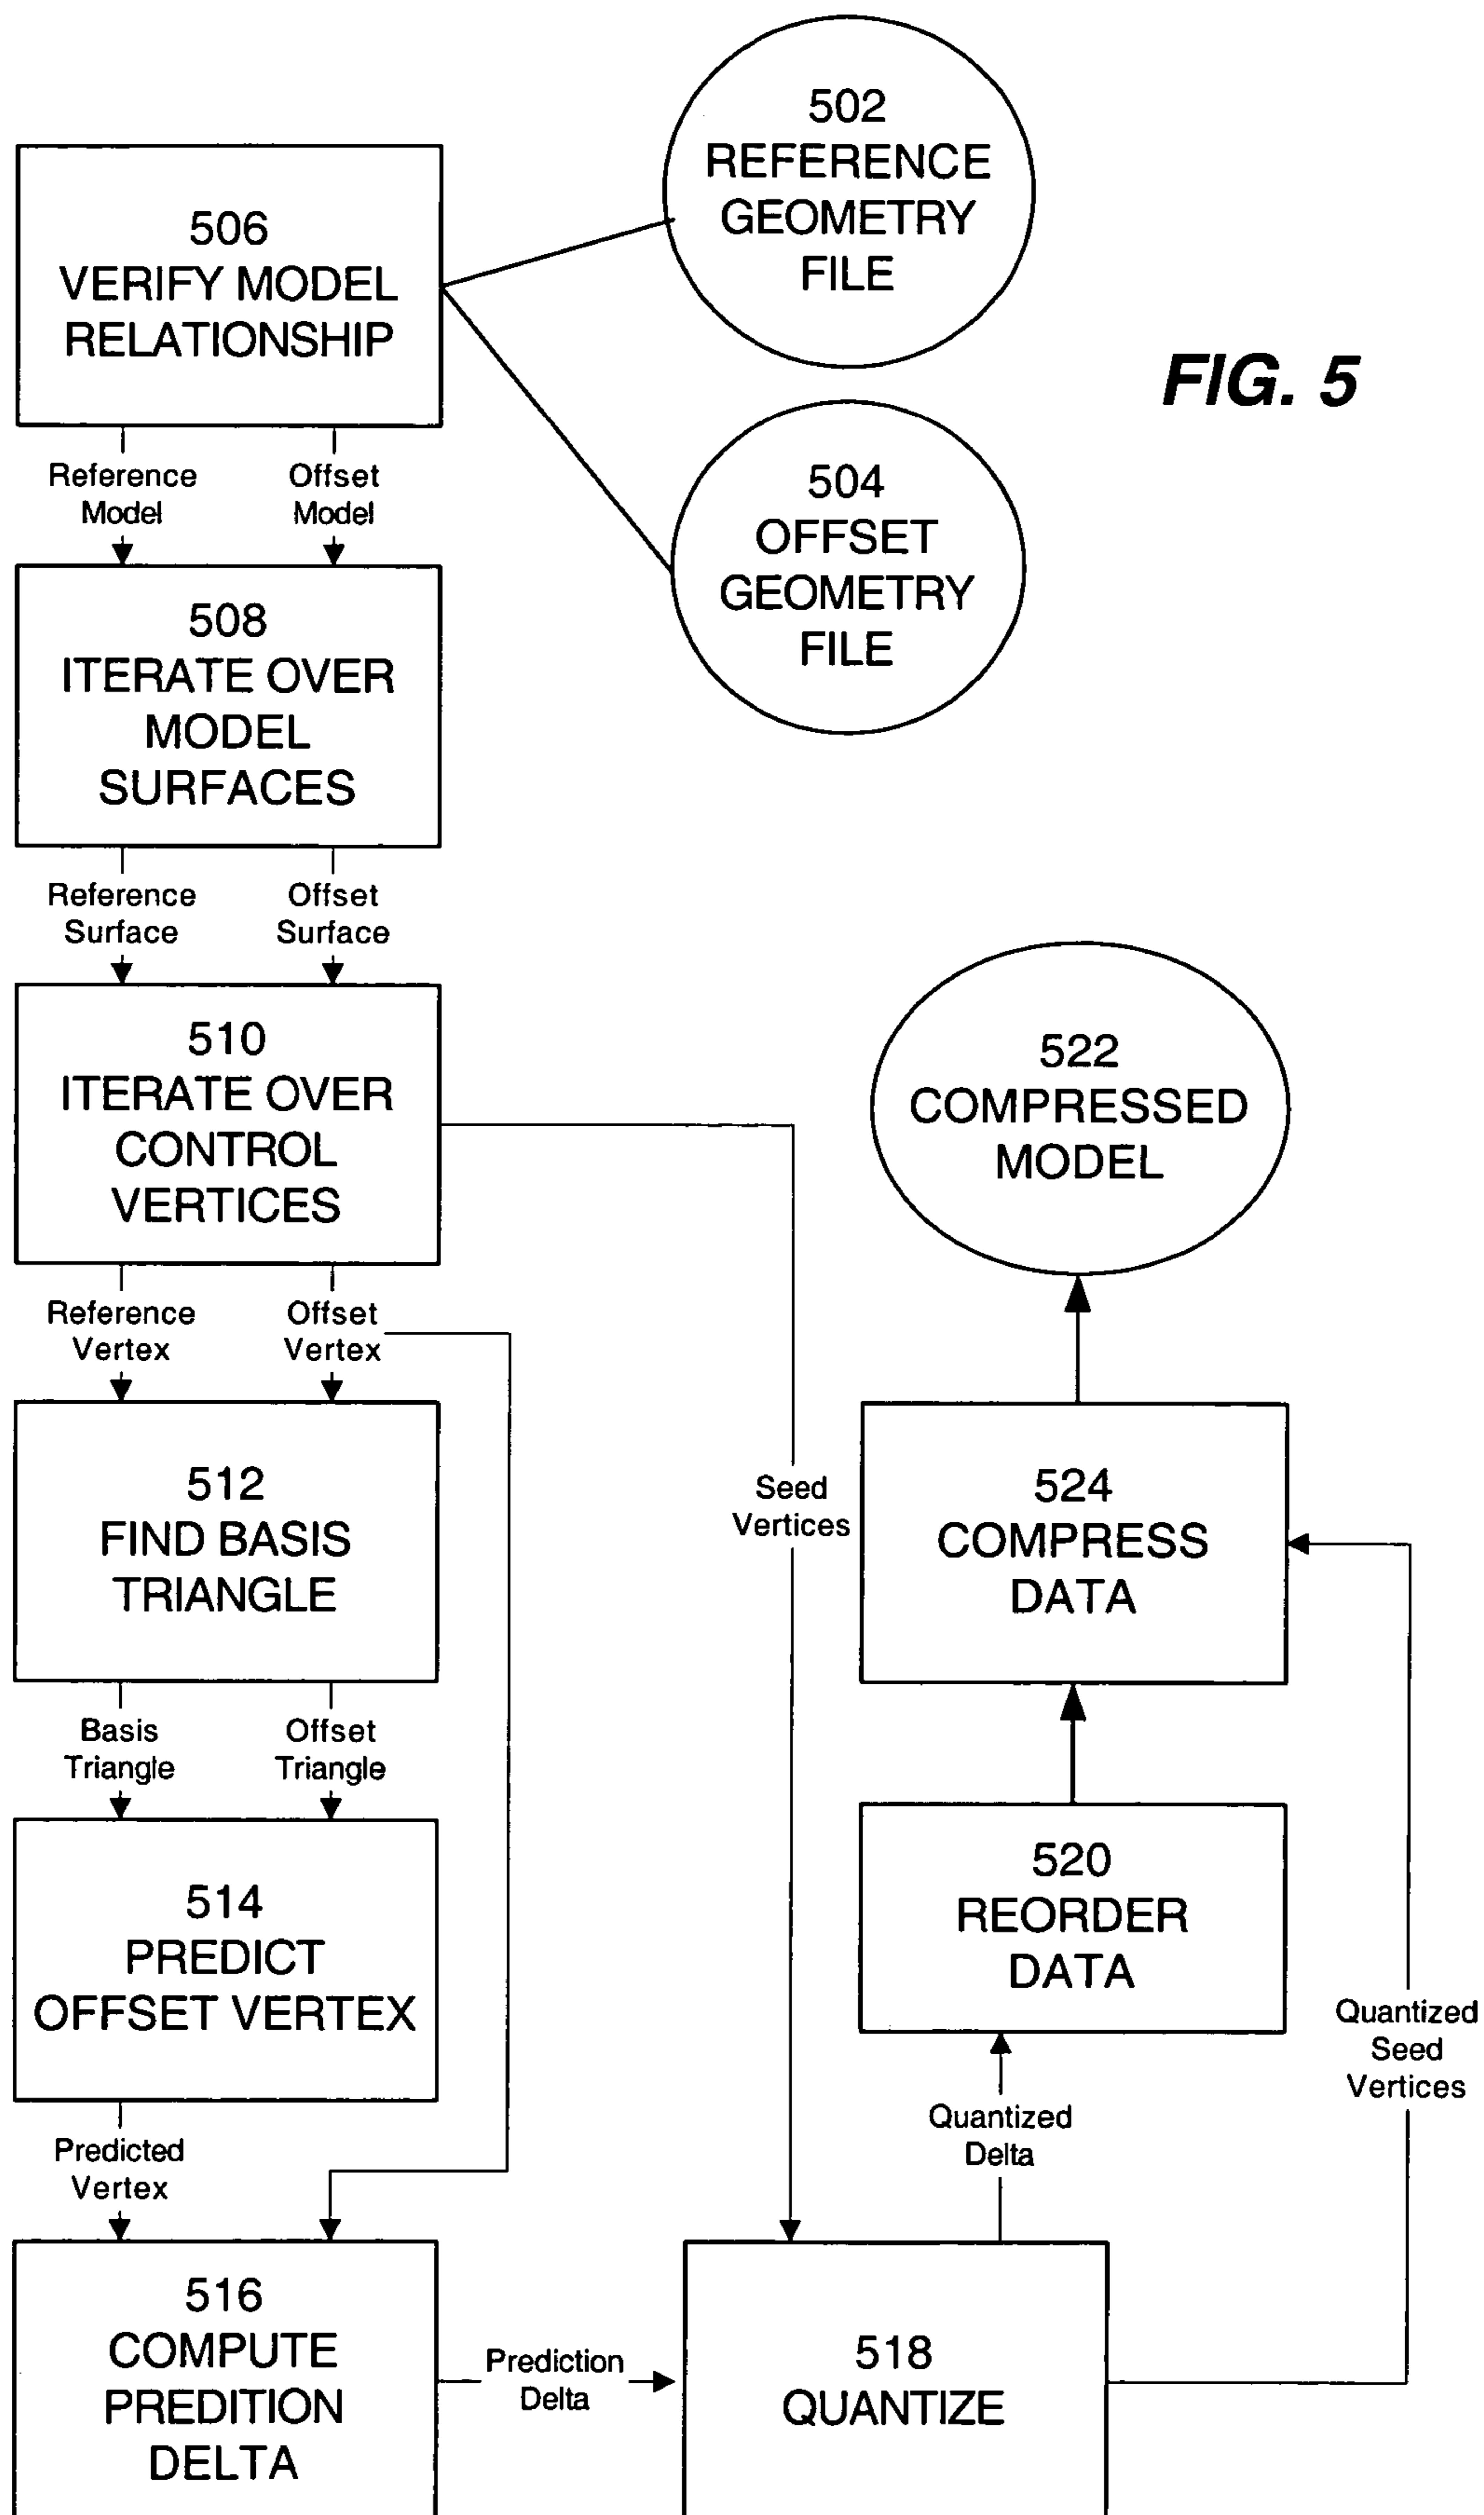 502
REFERENCE
GEOMETRY
FILE
506
VERIFY MODEL
RELATIONSHIP
FIG. 5
Reference
Model
Offset
Model
504
OFFSET
GEOMETRY
FILE
508
ITERATE OVER
MODEL
SURFACES
Reference
Surface
Offset
Surface
510
ITERATE OVER
CONTROL
VERTICES
522
COMPRESSED
MODEL
Reference
Vertex
Offset
Vertex
Seed
Vertices
512
FIND BASIS
TRIANGLE
524
COMPRESS
DATA
Basis
Triangle
Offset
Triangle
514
PREDICT
OFFSET VERTEX
520
REORDER
DATA
Quantized
Seed
Vertices
Predicted
Vertex
Quantized
Delta
516
COMPUTE
PREDITION
DELTA
Prediction
Delta
518
QUANTIZE